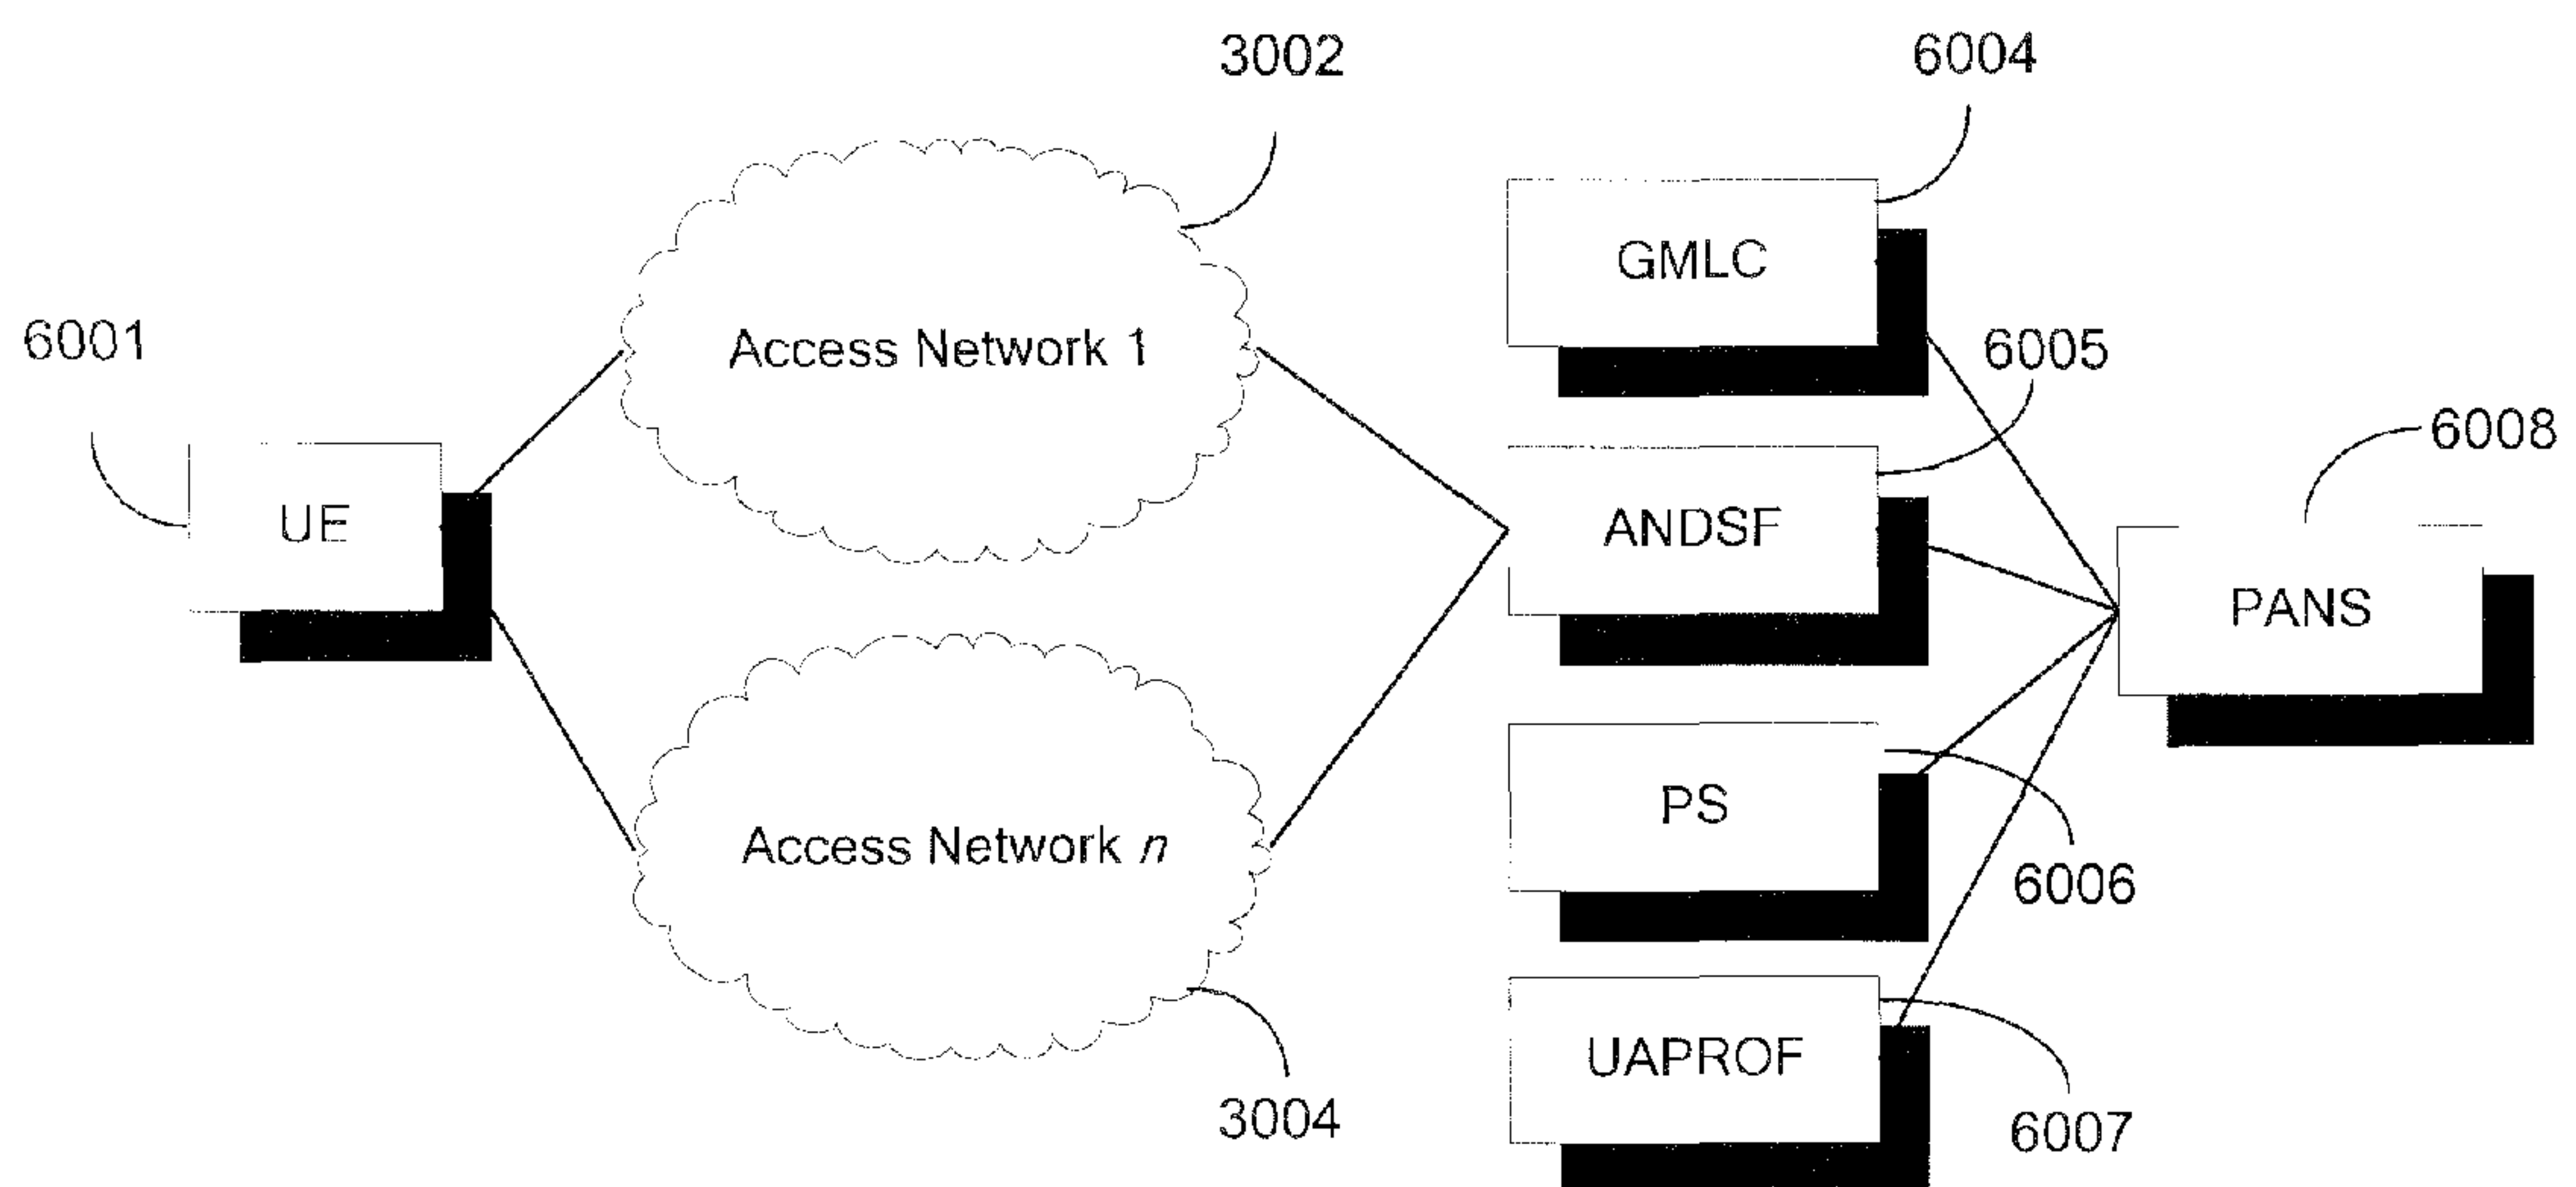 3002
6004
GMLC
6001
Access Network 1
6005
6008
UE
ANDSF
PANS
PS
Access Network n
6006
UAPROF
3004
6007